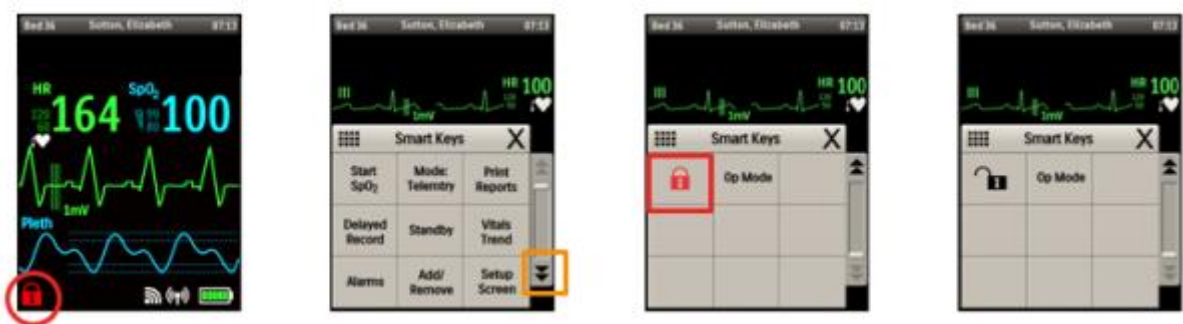 Bed 36 Sutton, Elizabeth 07:13
HR SpO₂
120
50
164 100
1mV
Pleth
Bed 36 Sutton, Elizabeth 07:13
III HR 100
1mV
Smart Keys X
Start Mode: Print
SpO₂ Telemtry Reports
Delayed Standby Vitals
Record Trend
Alarms Add/ Setup
Remove Screen
Bed 36 Sutton, Elizabeth 07:13
III HR 100
1mV
Smart Keys X
Op Mode
Bed 36 Sutton, Elizabeth 07:13
III HR 100
1mV
Smart Keys X
Op Mode